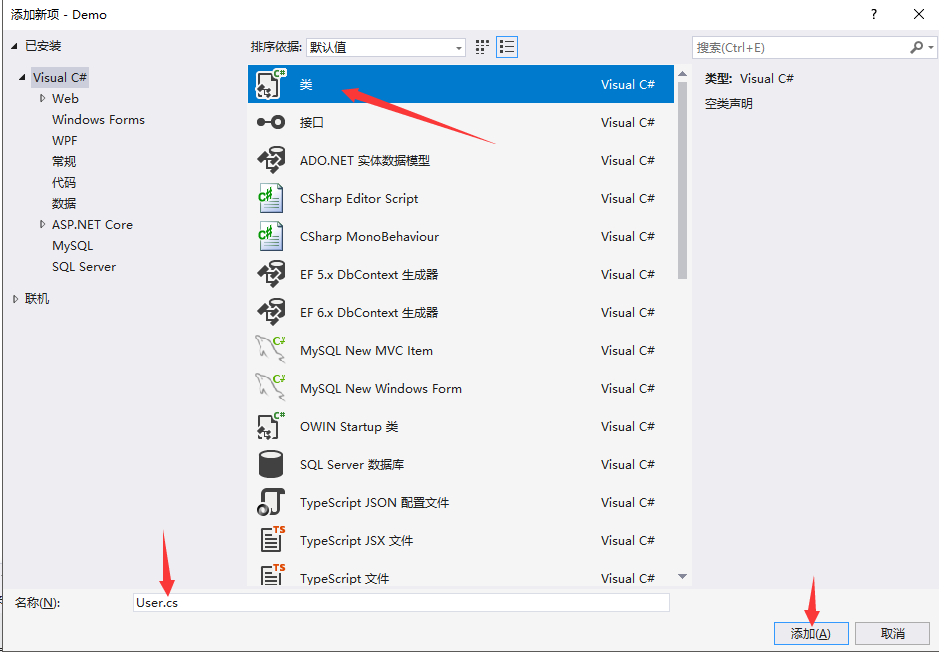 添加新项 - Demo
?
已安装
Visual C#
Web
Windows Forms
WPF
常规
代码
数据
ASP.NET Core
MySQL
SQL Server
联机
排序依据: 默认值
类 Visual C#
接口 Visual C#
ADO.NET 实体数据模型 Visual C#
CSharp Editor Script Visual C#
CSharp MonoBehaviour Visual C#
EF 5.x DbContext 生成器 Visual C#
EF 6.x DbContext 生成器 Visual C#
MySQL New MVC Item Visual C#
MySQL New Windows Form Visual C#
OWIN Startup 类 Visual C#
SQL Server 数据库 Visual C#
TypeScript JSON 配置文件 Visual C#
TypeScript JSX 文件 Visual C#
TypeScript 文件 Visual C#
搜索(Ctrl+E)
类型: Visual C#
空类声明
名称(N): User.cs
添加(A) 取消